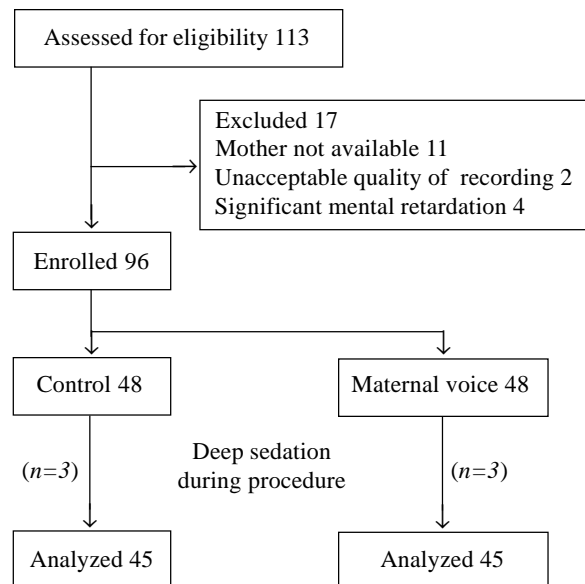 Assessed for eligibility 113
Excluded 17
Mother not available 11
Unacceptable quality of recording 2
Significant mental retardation 4
Enrolled 96
Control 48
Maternal voice 48
(n=3)
Deep sedation
during procedure
(n=3)
Analyzed 45
Analyzed 45